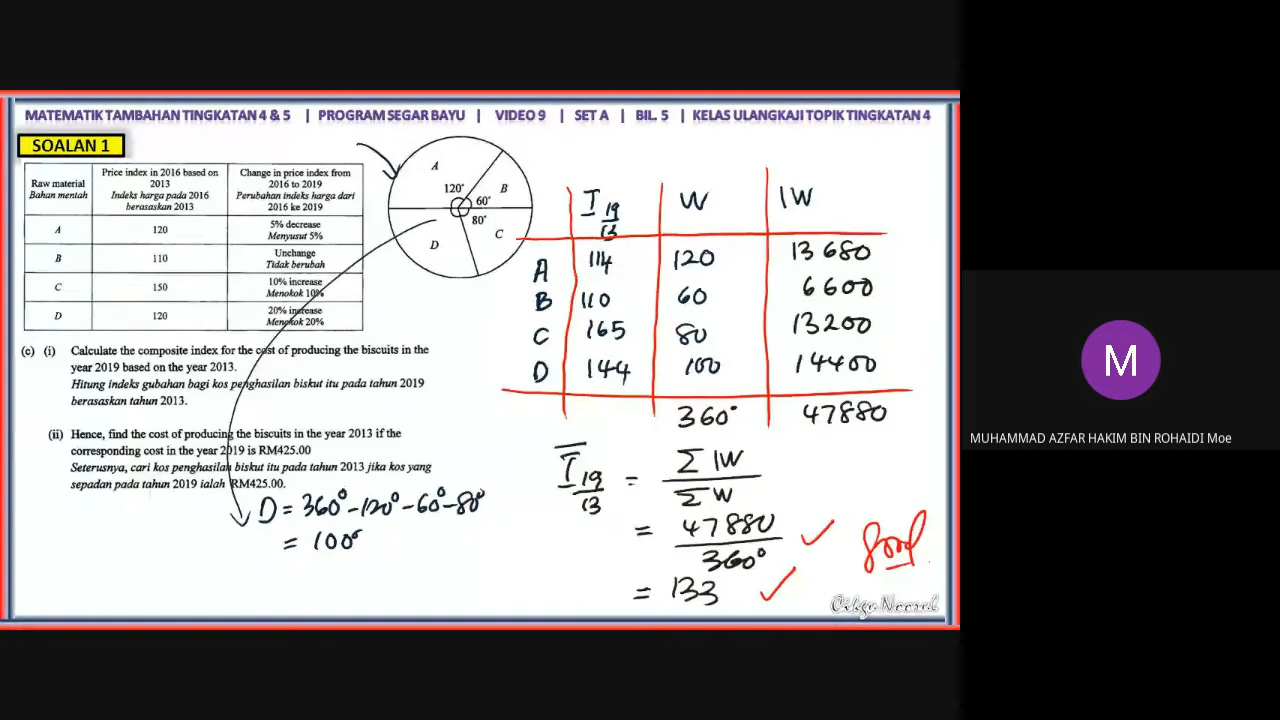 MATEMATIK TAMBAHAN TINGKATAN 4 & 5 | PROGRAM SEGAR BAYU | VIDEO 9 | SET A | BIL. 5 | KELAS ULANGKAJI TOPIK TINGKATAN 4
SOALAN 1
Raw material
Bahan mentah
Price index in 2016 based on
2013
Indeks harga pada 2016
berasaskan 2013
Change in price index from
2016 to 2019
Perubahan indeks harga dari
2016 ke 2019
A 120 5% decrease
Menyusut 5%
B 110 Unchange
Tidak berubah
C 150 10% increase
Menokok 10%
D 120 20% increase
Menokok 20%
A
120°
B
60°
80°
C
D
(c) (i) Calculate the composite index for the cost of producing the biscuits in the
year 2019 based on the year 2013.
Hitung indeks gubahan bagi kos penghasilan biskut itu pada tahun 2019
berasaskan tahun 2013.
(ii) Hence, find the cost of producing the biscuits in the year 2013 if the
corresponding cost in the year 2019 is RM425.00
Seterusnya, cari kos penghasilan biskut itu pada tahun 2013 jika kos yang
sepadan pada tahun 2019 ialah RM425.00.
D = 360° - 120° - 60° - 80°
= 100°
I 19/13 W IW
A 114 120 13680
B 110 60 6600
C 165 80 13200
D 144 100 14400
360° 47880
I 19/13 = Σ IW / Σ W
= 47880 / 360°
= 133
good
Cikgu Noorul
M
MUHAMMAD AZFAR HAKIM BIN ROHAIDI Moe